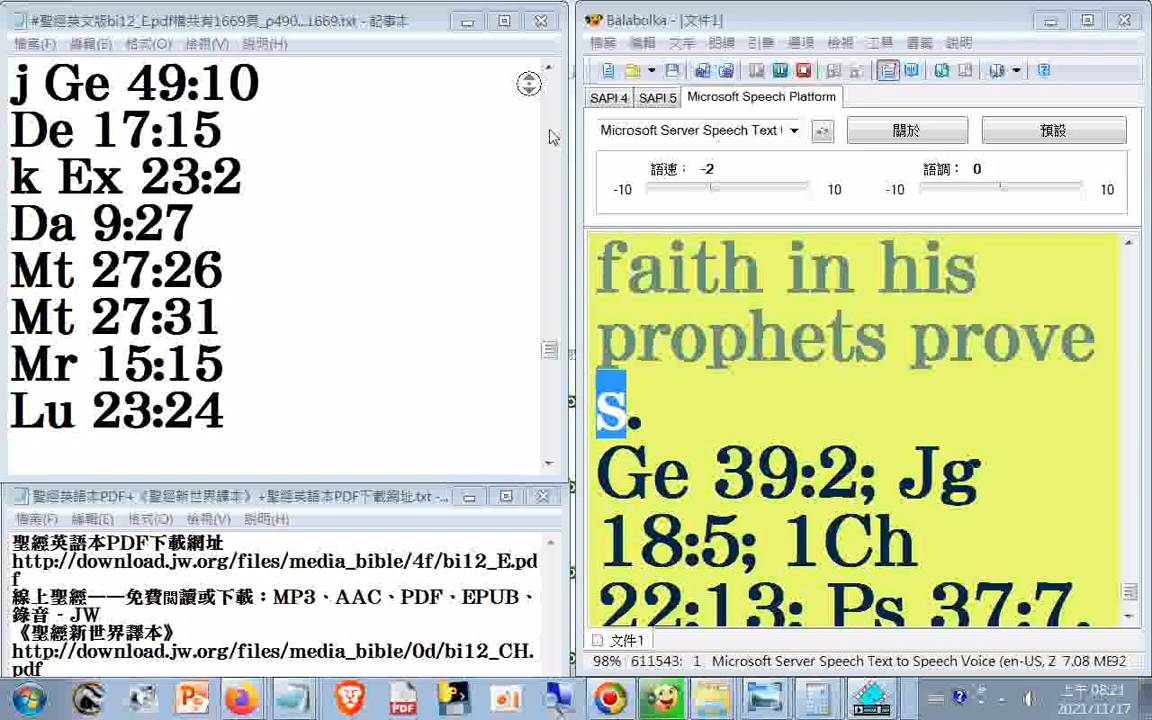 #聖經英文版bi12_E.pdf檔共有1669頁_p490...1669.txt - 記事本
檔案(F) 編輯(E) 格式(O) 檢視(V) 說明(H)
j Ge 49:10
De 17:15
k Ex 23:2
Da 9:27
Mt 27:26
Mt 27:31
Mr 15:15
Lu 23:24
聖經英語本PDF+《聖經新世界譯本》+聖經英語本PDF下載網址.txt -...
檔案(F) 編輯(E) 格式(O) 檢視(V) 說明(H)
聖經英語本PDF下載網址
http://download.jw.org/files/media_bible/4f/bi12_E.pd
f
線上聖經——免費閱讀或下載：MP3、AAC、PDF、EPUB、
錄音 - JW
《聖經新世界譯本》
http://download.jw.org/files/media_bible/0d/bi12_CH.
pdf
Balabolka - [文件1]
檔案 編輯 文字 朗讀 引擎 選項 檢視 工具 書籤 說明
SAPI 4 SAPI 5 Microsoft Speech Platform
Microsoft Server Speech Text 關於 預設
語速： -2 語調： 0
-10 10 -10 10
faith in his
prophets prove
s.
Ge 39:2; Jg
18:5; 1Ch
22:13; Ps 37:7.
文件1
98% 611543: 1 Microsoft Server Speech Text to Speech Voice (en-US, Z 7.08 ME92
PDF
上午 08:21
2021/11/17